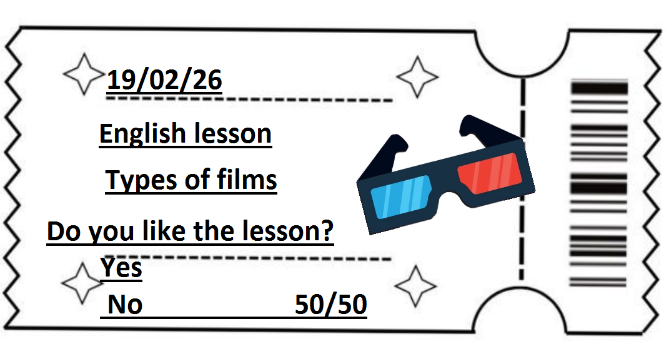 19/02/26
English lesson
Types of films
Do you like the lesson?
Yes
No 50/50